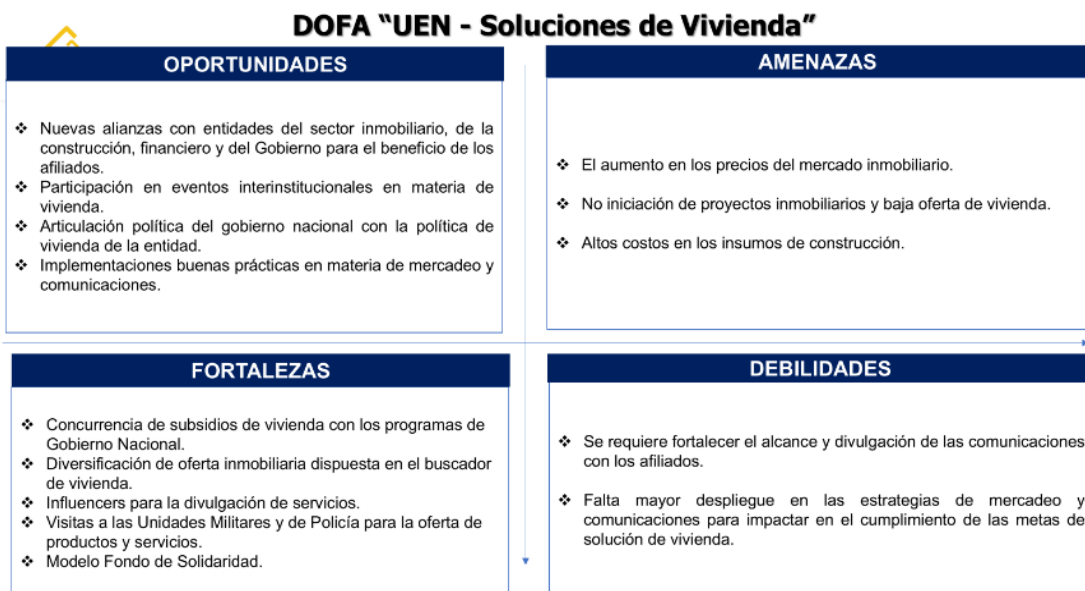 DOFA “UEN - Soluciones de Vivienda”
OPORTUNIDADES
❖ Nuevas alianzas con entidades del sector inmobiliario, de la
construcción, financiero y del Gobierno para el beneficio de los
afiliados.
❖ Participación en eventos interinstitucionales en materia de
vivienda.
❖ Articulación política del gobierno nacional con la política de
vivienda de la entidad.
❖ Implementaciones buenas prácticas en materia de mercadeo y
comunicaciones.
AMENAZAS
❖ El aumento en los precios del mercado inmobiliario.
❖ No iniciación de proyectos inmobiliarios y baja oferta de vivienda.
❖ Altos costos en los insumos de construcción.
FORTALEZAS
❖ Concurrencia de subsidios de vivienda con los programas de
Gobierno Nacional.
❖ Diversificación de oferta inmobiliaria dispuesta en el buscador
de vivienda.
❖ Influencers para la divulgación de servicios.
❖ Visitas a las Unidades Militares y de Policía para la oferta de
productos y servicios.
❖ Modelo Fondo de Solidaridad.
DEBILIDADES
❖ Se requiere fortalecer el alcance y divulgación de las comunicaciones
con los afiliados.
❖ Falta mayor despliegue en las estrategias de mercadeo y
comunicaciones para impactar en el cumplimiento de las metas de
solución de vivienda.